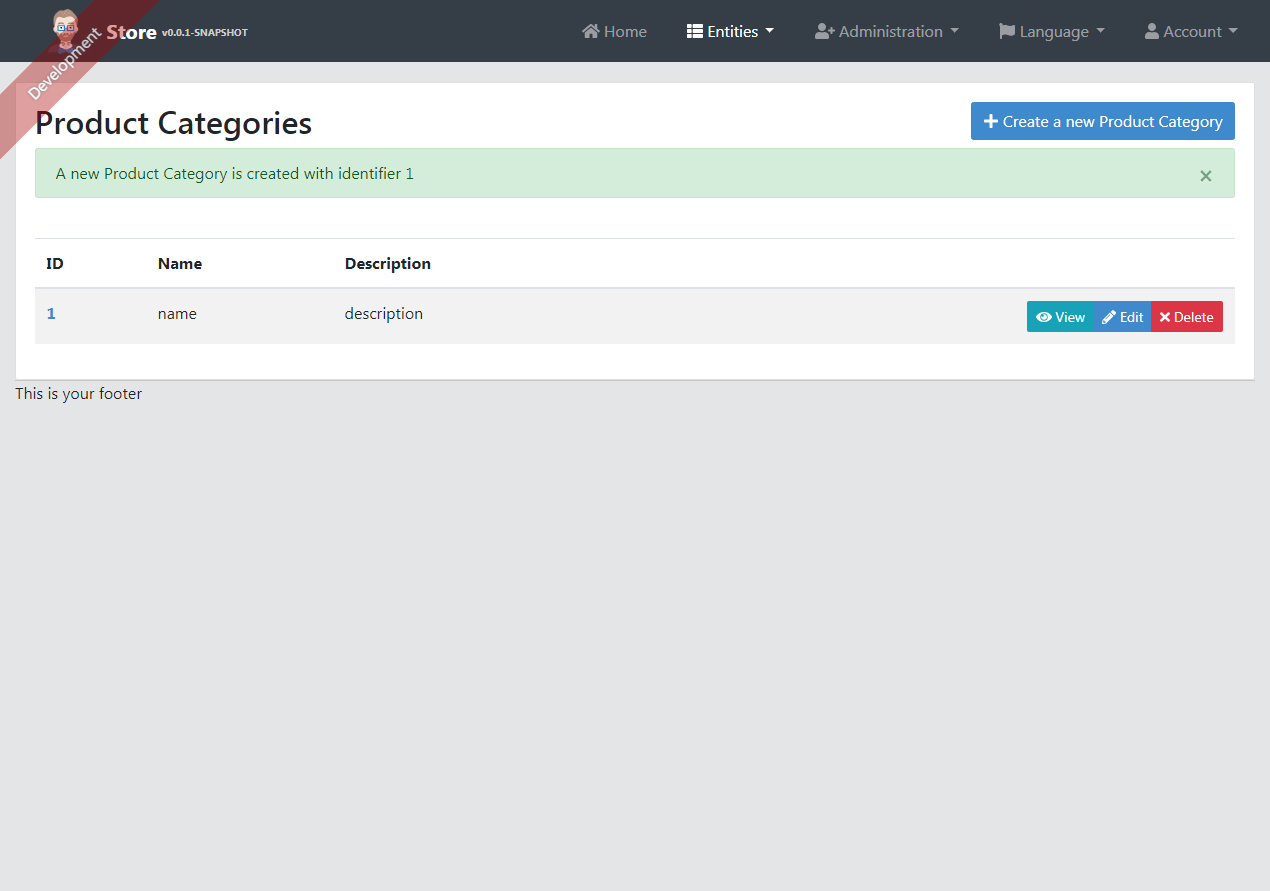 Development
Store v0.0.1-SNAPSHOT Home Entities Administration Language Account
Product Categories Create a new Product Category
A new Product Category is created with identifier 1 ×
ID Name Description
1 name description View Edit Delete
This is your footer